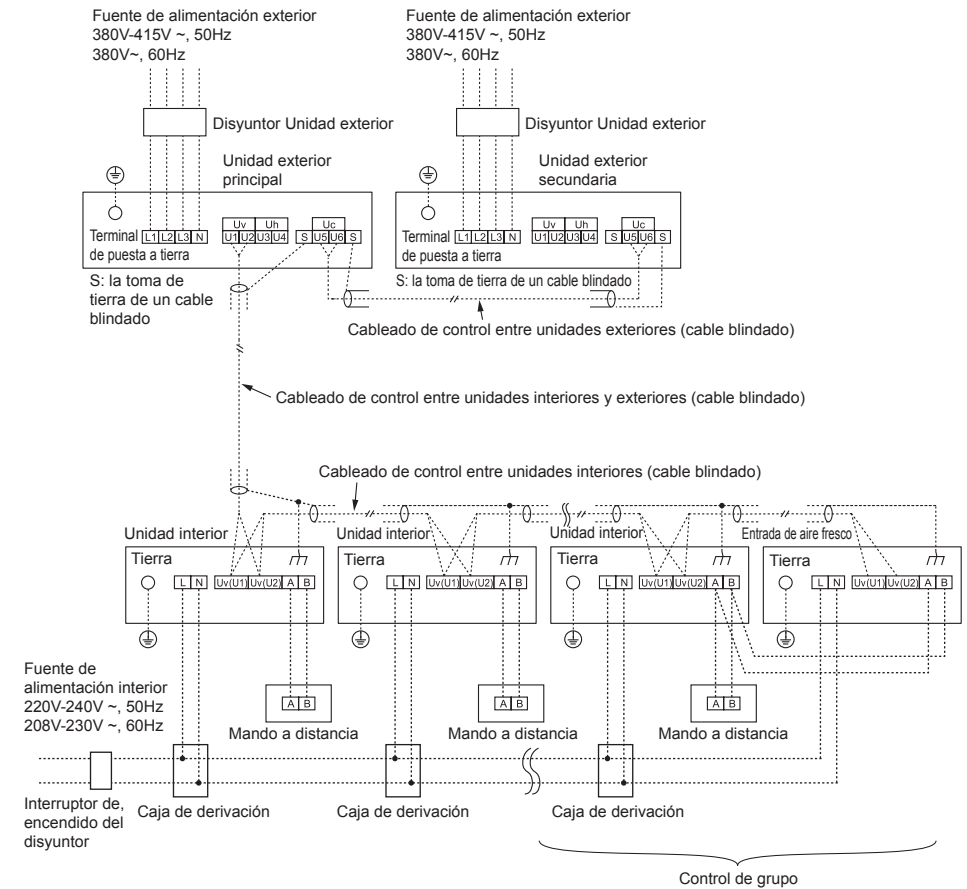 Fuente de alimentación exterior
380V-415V ~, 50Hz
380V~, 60Hz
Fuente de alimentación exterior
380V-415V ~, 50Hz
380V~, 60Hz
Disyuntor Unidad exterior
Disyuntor Unidad exterior
Unidad exterior
principal
Unidad exterior
secundaria
Uv Uh Uc
Terminal L1 L2 L3 N U1 U2 U3 U4 S U5 U6 S
de puesta a tierra
Uv Uh Uc
Terminal L1 L2 L3 N U1 U2 U3 U4 S U5 U6 S
de puesta a tierra
S: la toma de
tierra de un cable
blindado
S: la toma de tierra de un cable blindado
Cableado de control entre unidades exteriores (cable blindado)
Cableado de control entre unidades interiores y exteriores (cable blindado)
Cableado de control entre unidades interiores (cable blindado)
Unidad interior
Unidad interior
Unidad interior
Entrada de aire fresco
Tierra
Tierra
Tierra
Tierra
L N Uv(U1) Uv(U2) A B
L N Uv(U1) Uv(U2) A B
L N Uv(U1) Uv(U2) A B
L N Uv(U1) Uv(U2) A B
Fuente de
alimentación interior
220V-240V ~, 50Hz
208V-230V ~, 60Hz
A B
A B
A B
Mando a distancia
Mando a distancia
Mando a distancia
Interruptor de,
encendido del
disyuntor
Caja de derivación
Caja de derivación
Caja de derivación
Control de grupo